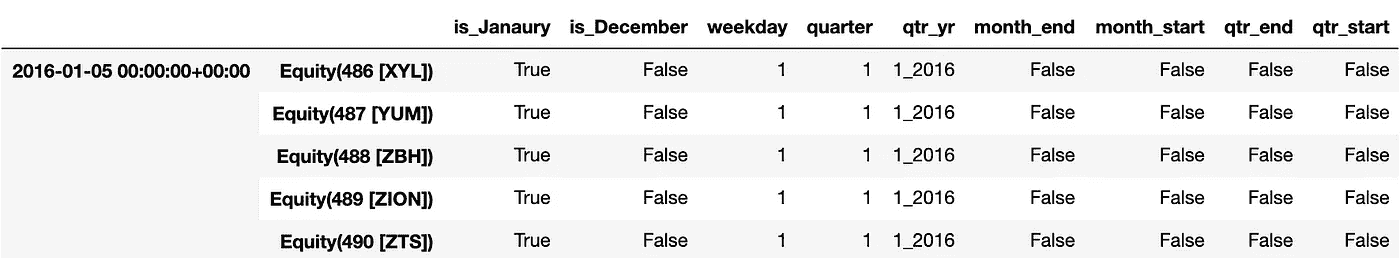 is_Janaury is_December weekday quarter qtr_yr month_end month_start qtr_end qtr_start
2016-01-05 00:00:00+00:00 Equity(486 [XYL]) True False 1 1 1_2016 False False False False
Equity(487 [YUM]) True False 1 1 1_2016 False False False False
Equity(488 [ZBH]) True False 1 1 1_2016 False False False False
Equity(489 [ZION]) True False 1 1 1_2016 False False False False
Equity(490 [ZTS]) True False 1 1 1_2016 False False False False